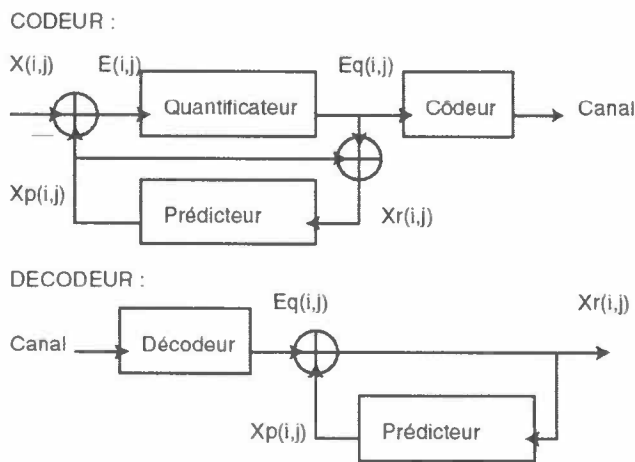 CODEUR :
X(i,j) E(i,j) Eq(i,j)
Quantificateur Côdeur Canal
Xp(i,j) Prédicteur Xr(i,j)
DECODEUR :
Eq(i,j) Xr(i,j)
Canal Décodeur
Xp(i,j) Prédicteur